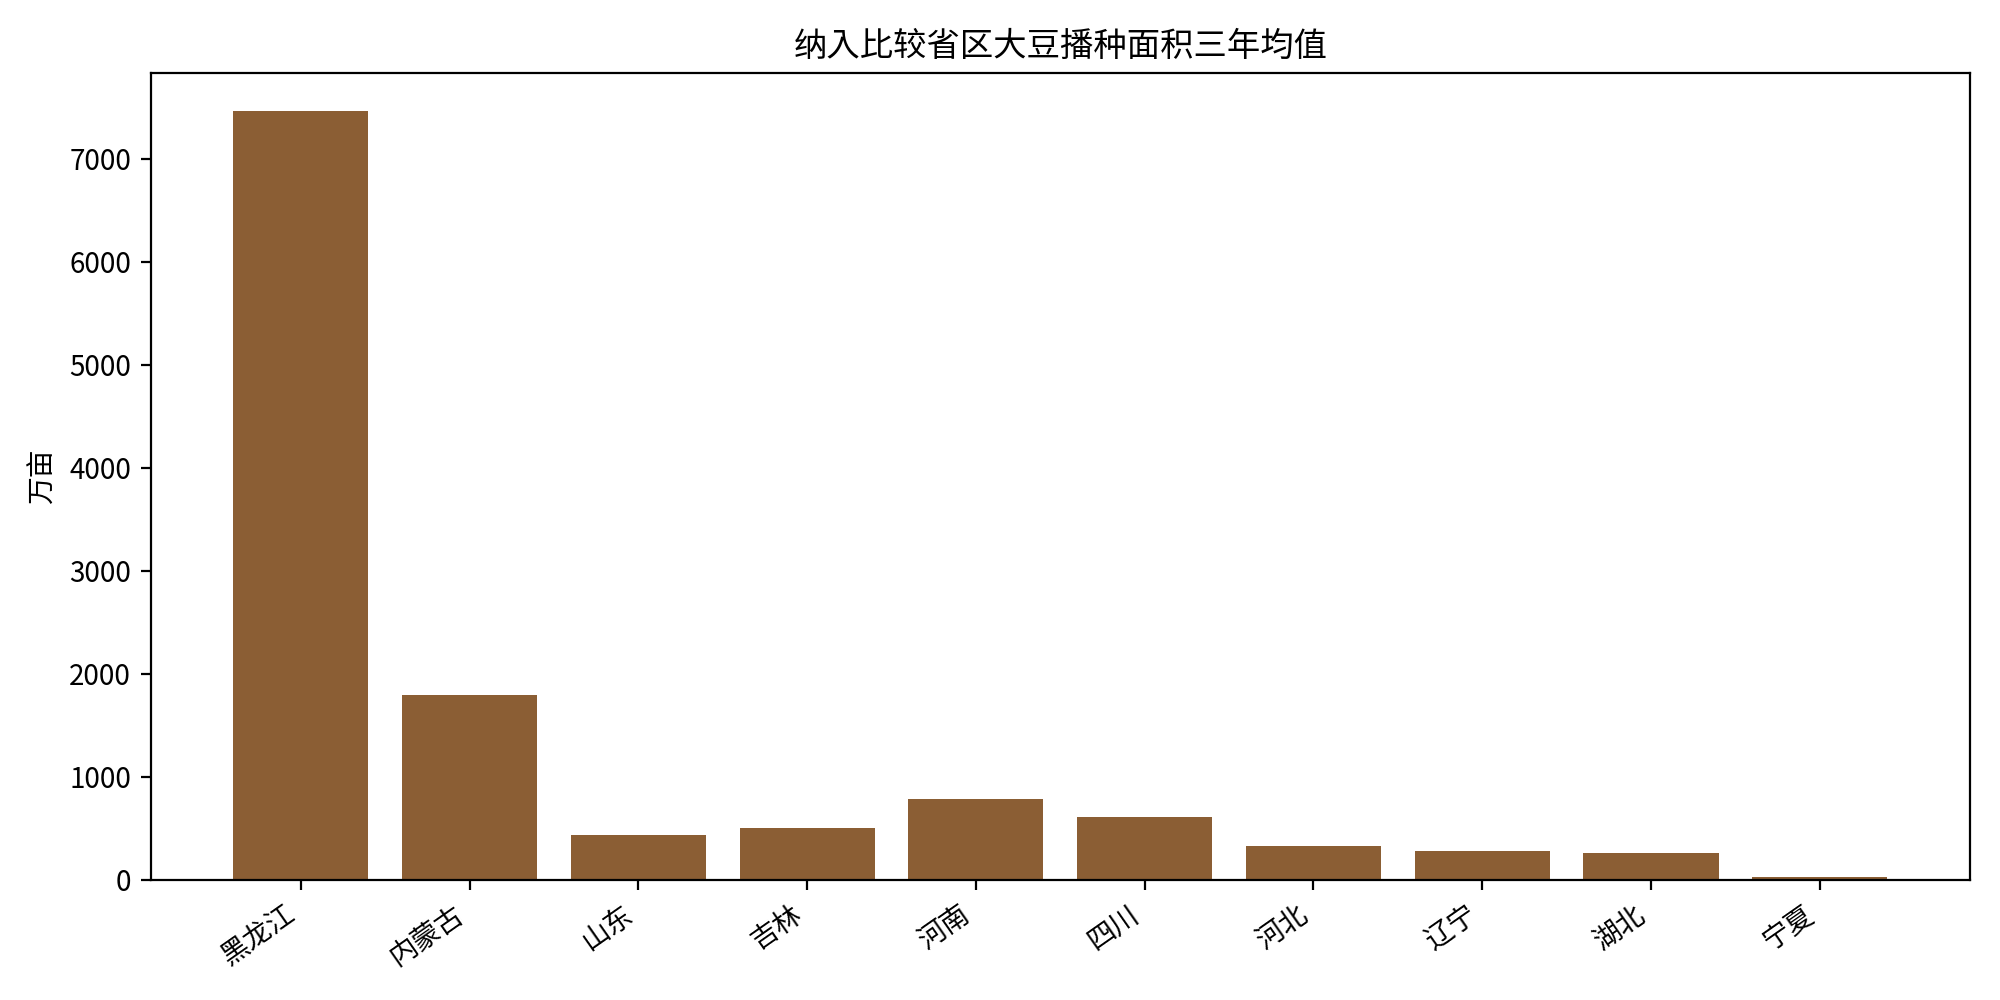 纳入比较省区大豆播种面积三年均值
万亩
7000
6000
5000
4000
3000
2000
1000
0
黑龙江
内蒙古
山东
吉林
河南
四川
河北
辽宁
湖北
宁夏